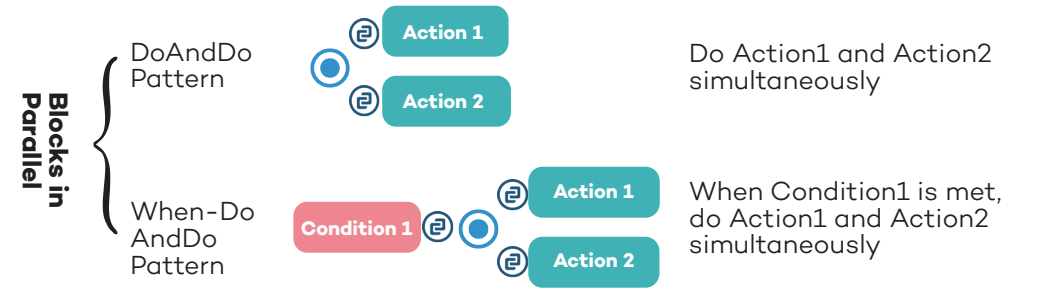 Blocks in
Parallel
DoAndDo
Pattern
Action 1
Action 2
Do Action1 and Action2
simultaneously
When-Do
AndDo
Pattern
Condition 1
Action 1
Action 2
When Condition1 is met,
do Action1 and Action2
simultaneously